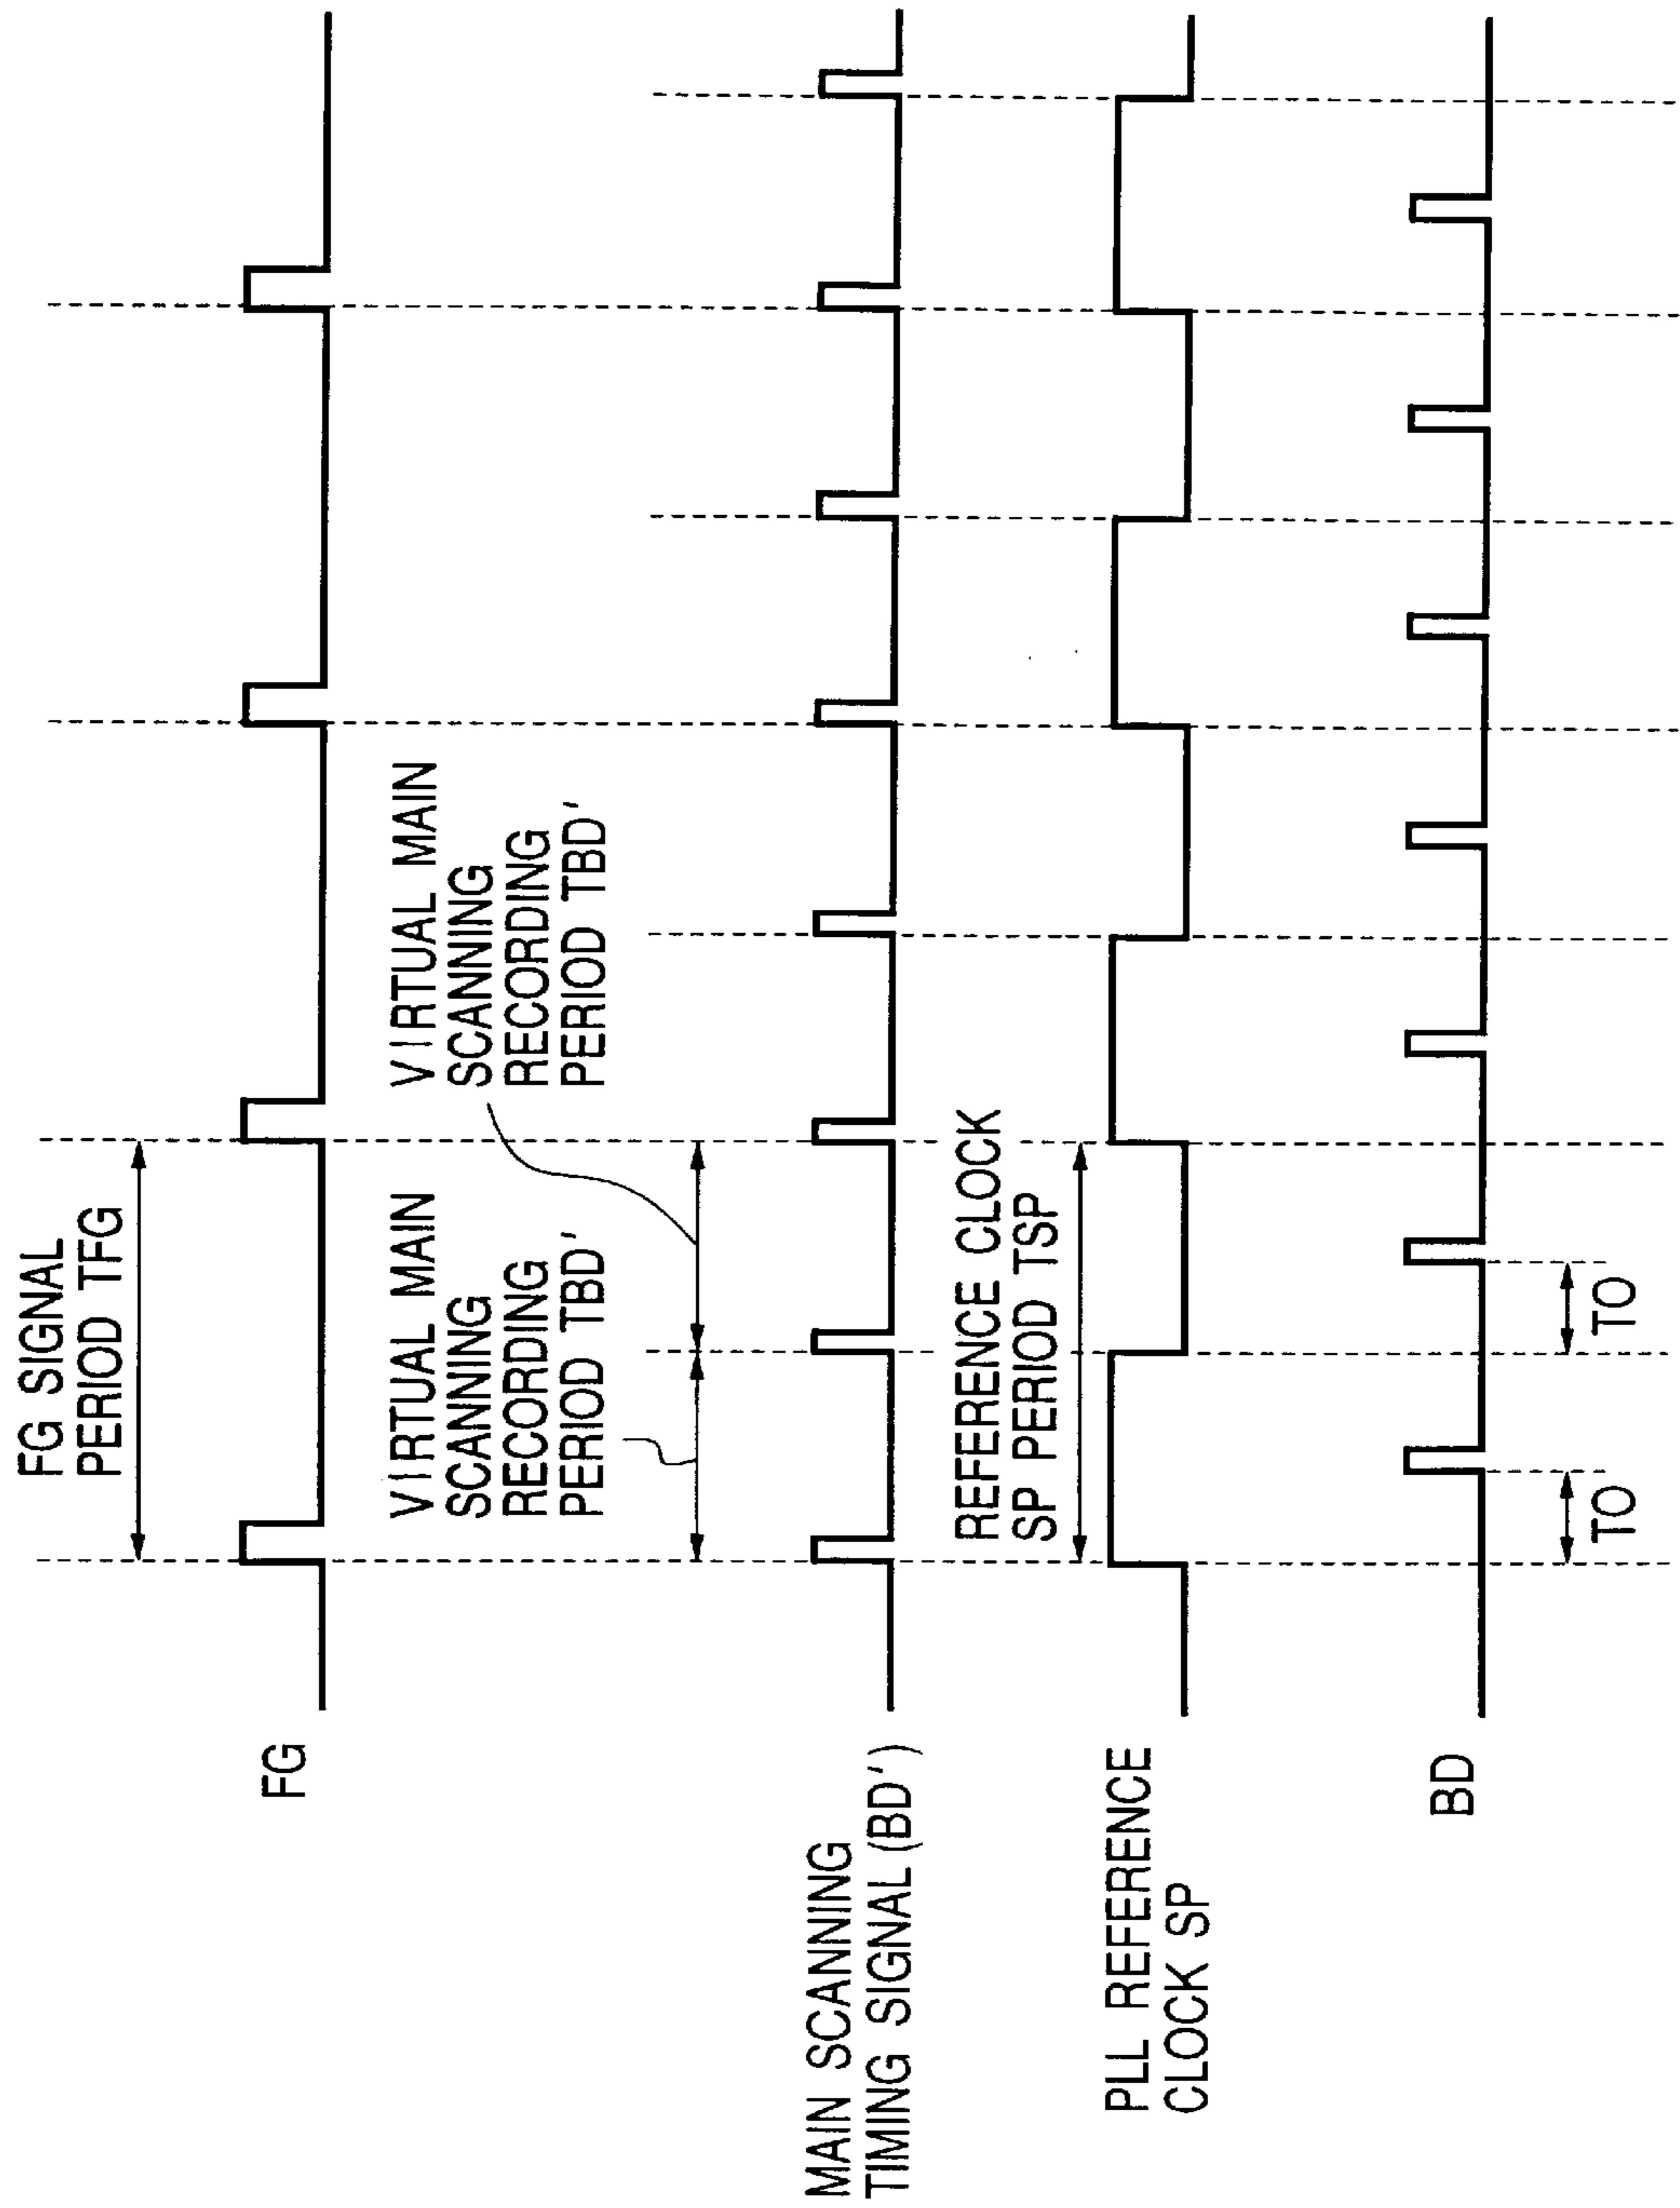 FG SIGNAL
PERIOD TFG
FG
VIRTUAL MAIN
SCANNING
RECORDING
PERIOD TBD'
VIRTUAL MAIN
SCANNING
RECORDING
PERIOD TBD'
MAIN SCANNING
TIMING SIGNAL (BD')
REFERENCE CLOCK
SP PERIOD TSP
PLL REFERENCE
CLOCK SP
BD
TO
TO